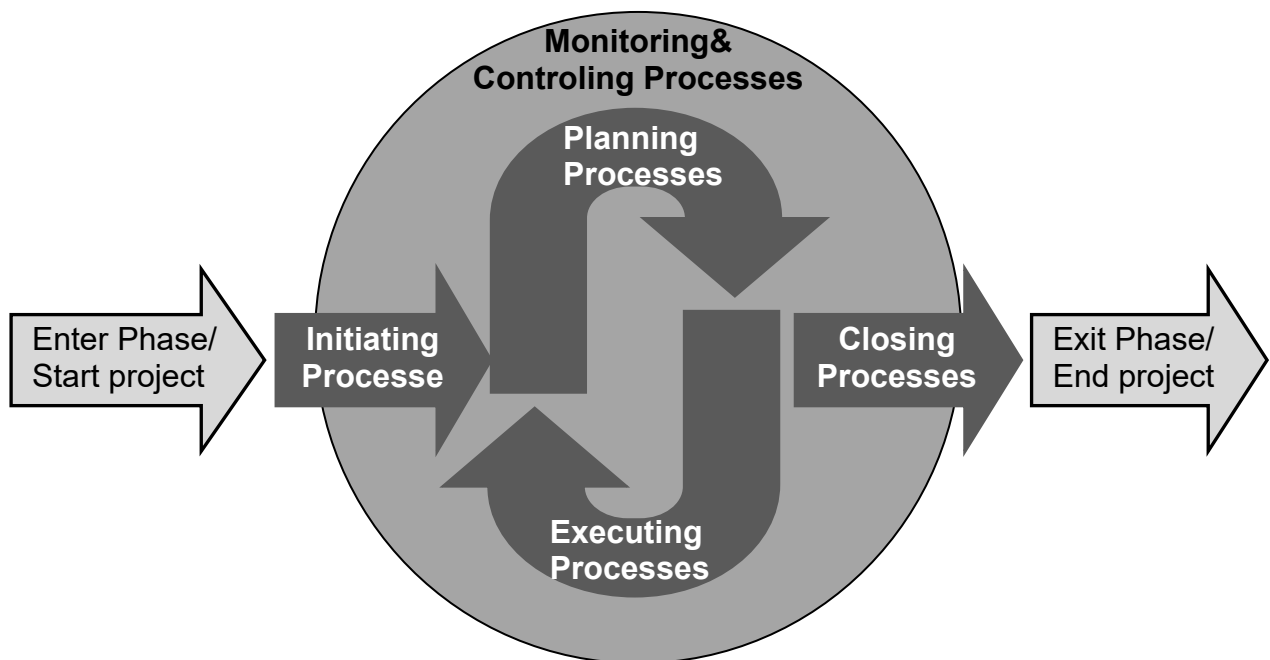 Monitoring&
Controling Processes
Planning
Processes
Enter Phase/
Start project
Initiating
Processe
Closing
Processes
Exit Phase/
End project
Executing
Processes